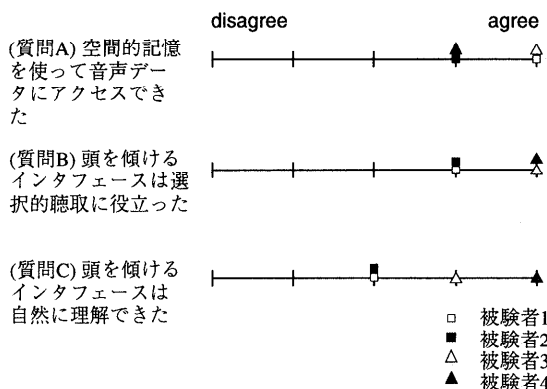 disagree agree
(質問A) 空間的記憶
を使って音声デー
タにアクセスでき
た
(質問B) 頭を傾ける
インタフェースは選
択的聴取に役立った
(質問C) 頭を傾ける
インタフェースは
自然に理解できた
□ 被験者1
■ 被験者2
△ 被験者3
▲ 被験者4